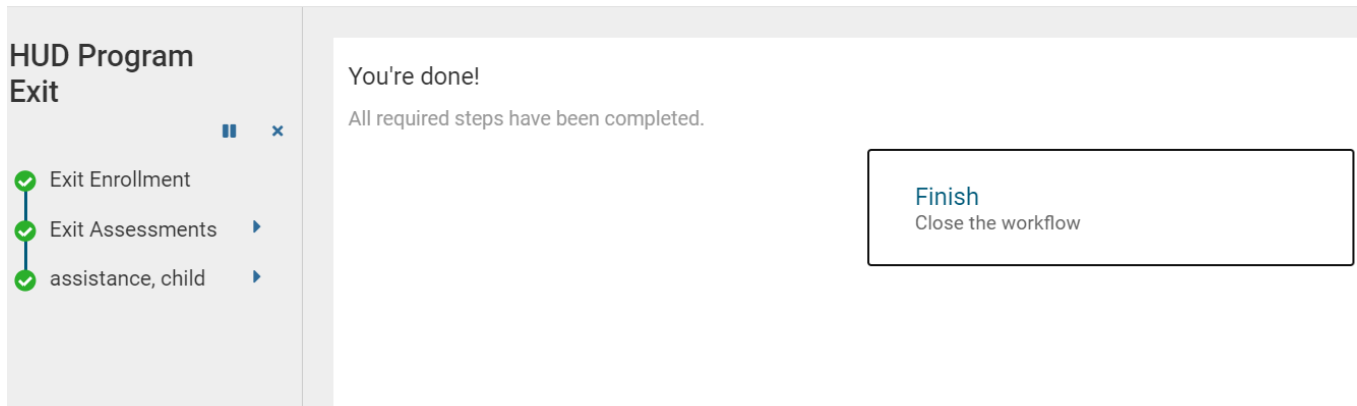 HUD Program
Exit
Exit Enrollment
Exit Assessments
assistance, child
You're done!
All required steps have been completed.
Finish
Close the workflow